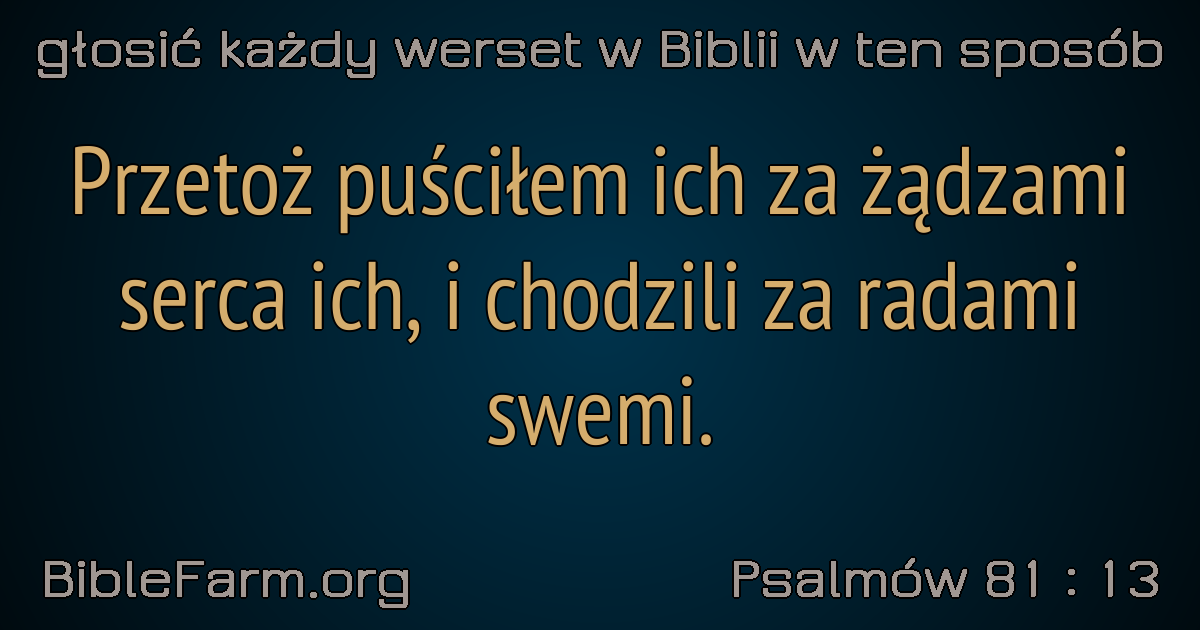 głosić każdy werset w Biblii w ten sposób
Przetoż puściłem ich za żądzami
serca ich, i chodzili za radami
swemi.
BibleFarm.org
Psalmów 81 : 13